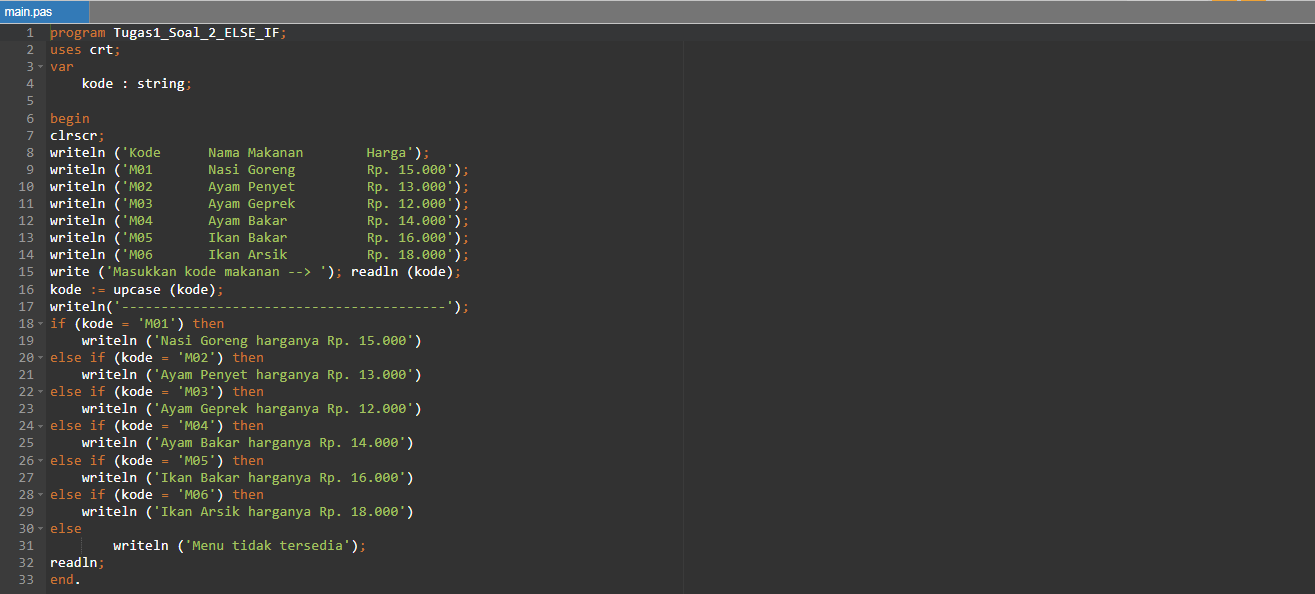 main.pas
1 program Tugas1_Soal_2_ELSE_IF;
2 uses crt;
3 var
4     kode : string;
5
6 begin
7 clrscr;
8 writeln ('Kode      Nama Makanan        Harga');
9 writeln ('M01       Nasi Goreng         Rp. 15.000');
10 writeln ('M02       Ayam Penyet         Rp. 13.000');
11 writeln ('M03       Ayam Geprek         Rp. 12.000');
12 writeln ('M04       Ayam Bakar          Rp. 14.000');
13 writeln ('M05       Ikan Bakar          Rp. 16.000');
14 writeln ('M06       Ikan Arsik          Rp. 18.000');
15 write ('Masukkan kode makanan --> '); readln (kode);
16 kode := upcase (kode);
17 writeln('-----------------------------------------');
18 if (kode = 'M01') then
19     writeln ('Nasi Goreng harganya Rp. 15.000')
20 else if (kode = 'M02') then
21     writeln ('Ayam Penyet harganya Rp. 13.000')
22 else if (kode = 'M03') then
23     writeln ('Ayam Geprek harganya Rp. 12.000')
24 else if (kode = 'M04') then
25     writeln ('Ayam Bakar harganya Rp. 14.000')
26 else if (kode = 'M05') then
27     writeln ('Ikan Bakar harganya Rp. 16.000')
28 else if (kode = 'M06') then
29     writeln ('Ikan Arsik harganya Rp. 18.000')
30 else
31         writeln ('Menu tidak tersedia');
32 readln;
33 end.